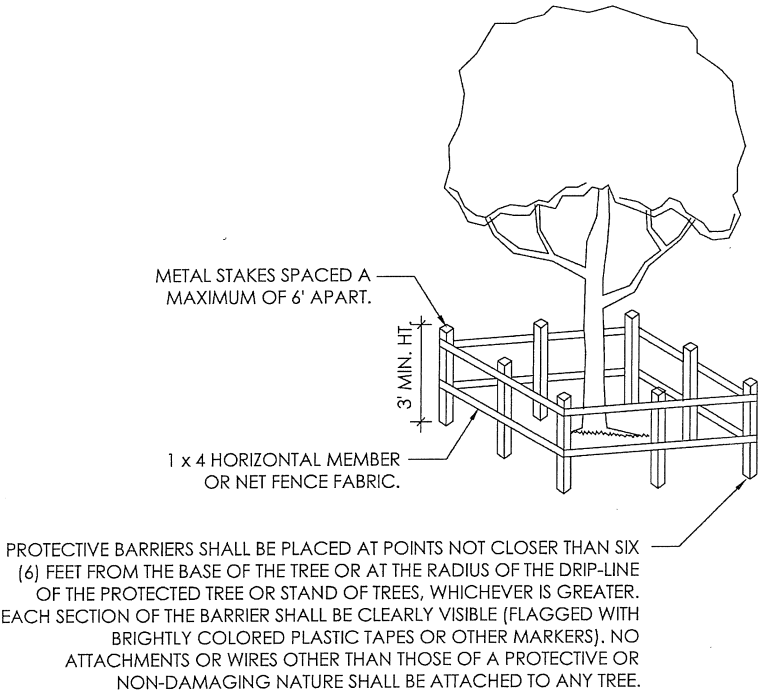 METAL STAKES SPACED A
MAXIMUM OF 6' APART.
3' MIN. HT.
1 x 4 HORIZONTAL MEMBER
OR NET FENCE FABRIC.
PROTECTIVE BARRIERS SHALL BE PLACED AT POINTS NOT CLOSER THAN SIX
(6) FEET FROM THE BASE OF THE TREE OR AT THE RADIUS OF THE DRIP-LINE
OF THE PROTECTED TREE OR STAND OF TREES, WHICHEVER IS GREATER.
EACH SECTION OF THE BARRIER SHALL BE CLEARLY VISIBLE (FLAGGED WITH
BRIGHTLY COLORED PLASTIC TAPES OR OTHER MARKERS). NO
ATTACHMENTS OR WIRES OTHER THAN THOSE OF A PROTECTIVE OR
NON-DAMAGING NATURE SHALL BE ATTACHED TO ANY TREE.